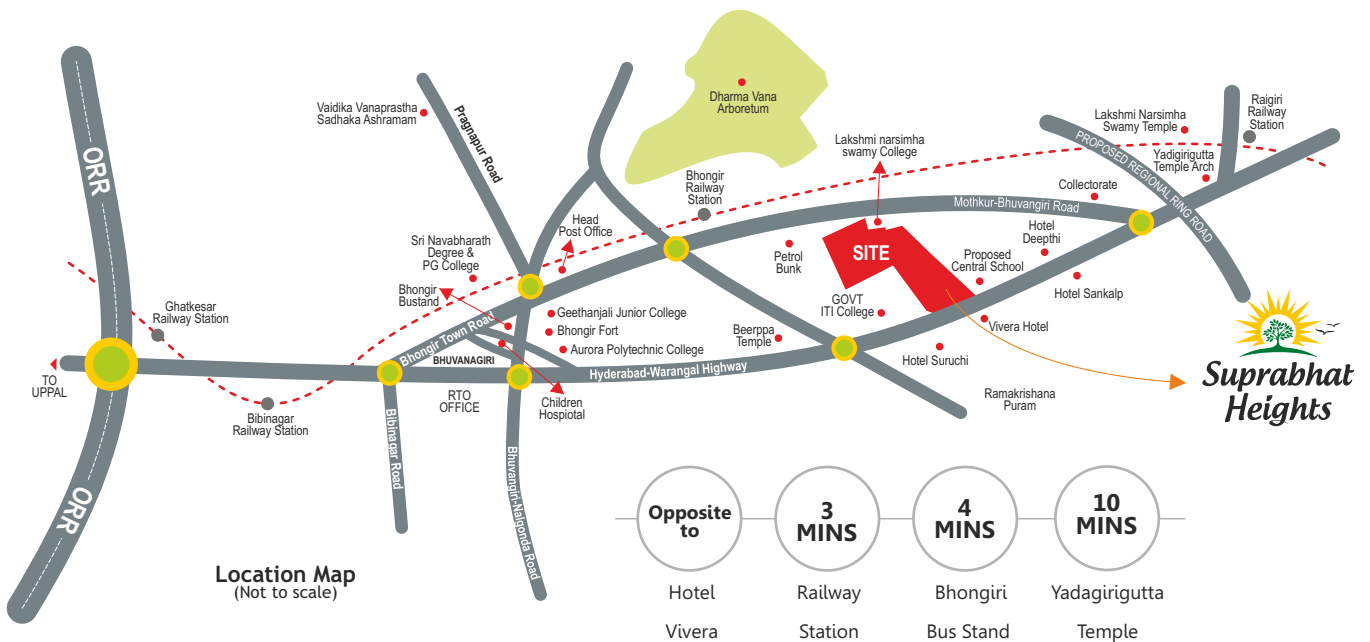 ORR
Vaidika Vanaprastha
Sadhaka Ashramam
Pragnapur Road
Dharma Vana
Arboretum
Lakshmi narsimha
swamy College
PROPOSED REGIONAL RING ROAD
Lakshmi Narsimha
Swamy Temple
Raigiri
Railway
Station
Yadigirigutta
Temple Arch
Bhongir
Railway
Station
Collectorate
Mothkur-Bhuvangiri Road
Head
Post Office
Sri Navabharath
Degree &
PG College
Bhongir
Bustand
Petrol
Bunk
SITE
Hotel
Deepthi
Proposed
Central School
Hotel Sankalp
Ghatkesar
Railway Station
Geethanjali Junior College
Bhongir Fort
Aurora Polytechnic College
Beerppa
Temple
GOVT
ITI College
Vivera Hotel
Hotel Suruchi
Bhongir Town Road
BHUVANAGIRI
Hyderabad-Warangal Highway
TO
UPPAL
RTO
OFFICE
Children
Hospiotal
Ramakrishana
Puram
Suprabhat
Heights
Bibinagar
Railway Station
Bibinagar Road
Bhuvangiri-Nalgonda Road
ORR
Location Map
(Not to scale)
Opposite
to
Hotel
Vivera
3
MINS
Railway
Station
4
MINS
Bhongiri
Bus Stand
10
MINS
Yadagirigutta
Temple